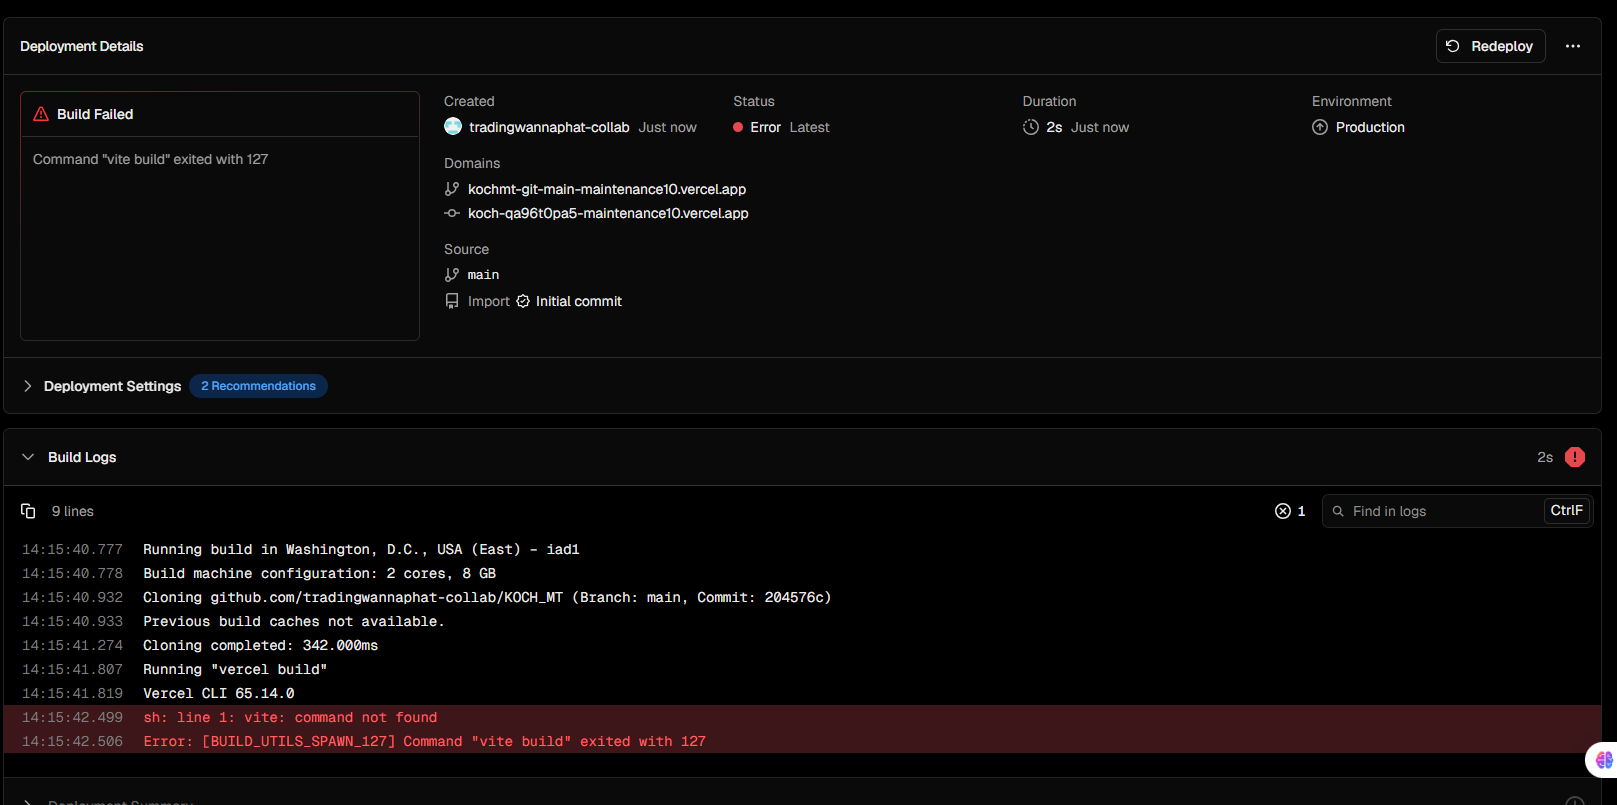 Deployment Details
Redeploy
Build Failed
Command "vite build" exited with 127
Created
tradingwannaphat-collab Just now
Status
Error Latest
Duration
2s Just now
Environment
Production
Domains
kochmt-git-main-maintenance10.vercel.app
koch-qa96t0pa5-maintenance10.vercel.app
Source
main
Import Initial commit
Deployment Settings 2 Recommendations
Build Logs
2s
9 lines
1
Find in logs
CtrlF
14:15:40.777 Running build in Washington, D.C., USA (East) – iad1
14:15:40.778 Build machine configuration: 2 cores, 8 GB
14:15:40.932 Cloning github.com/tradingwannaphat-collab/KOCH_MT (Branch: main, Commit: 204576c)
14:15:40.933 Previous build caches not available.
14:15:41.274 Cloning completed: 342.000ms
14:15:41.807 Running "vercel build"
14:15:41.819 Vercel CLI 65.14.0
14:15:42.499 sh: line 1: vite: command not found
14:15:42.506 Error: [BUILD_UTILS_SPAWN_127] Command "vite build" exited with 127
Deployment Summary